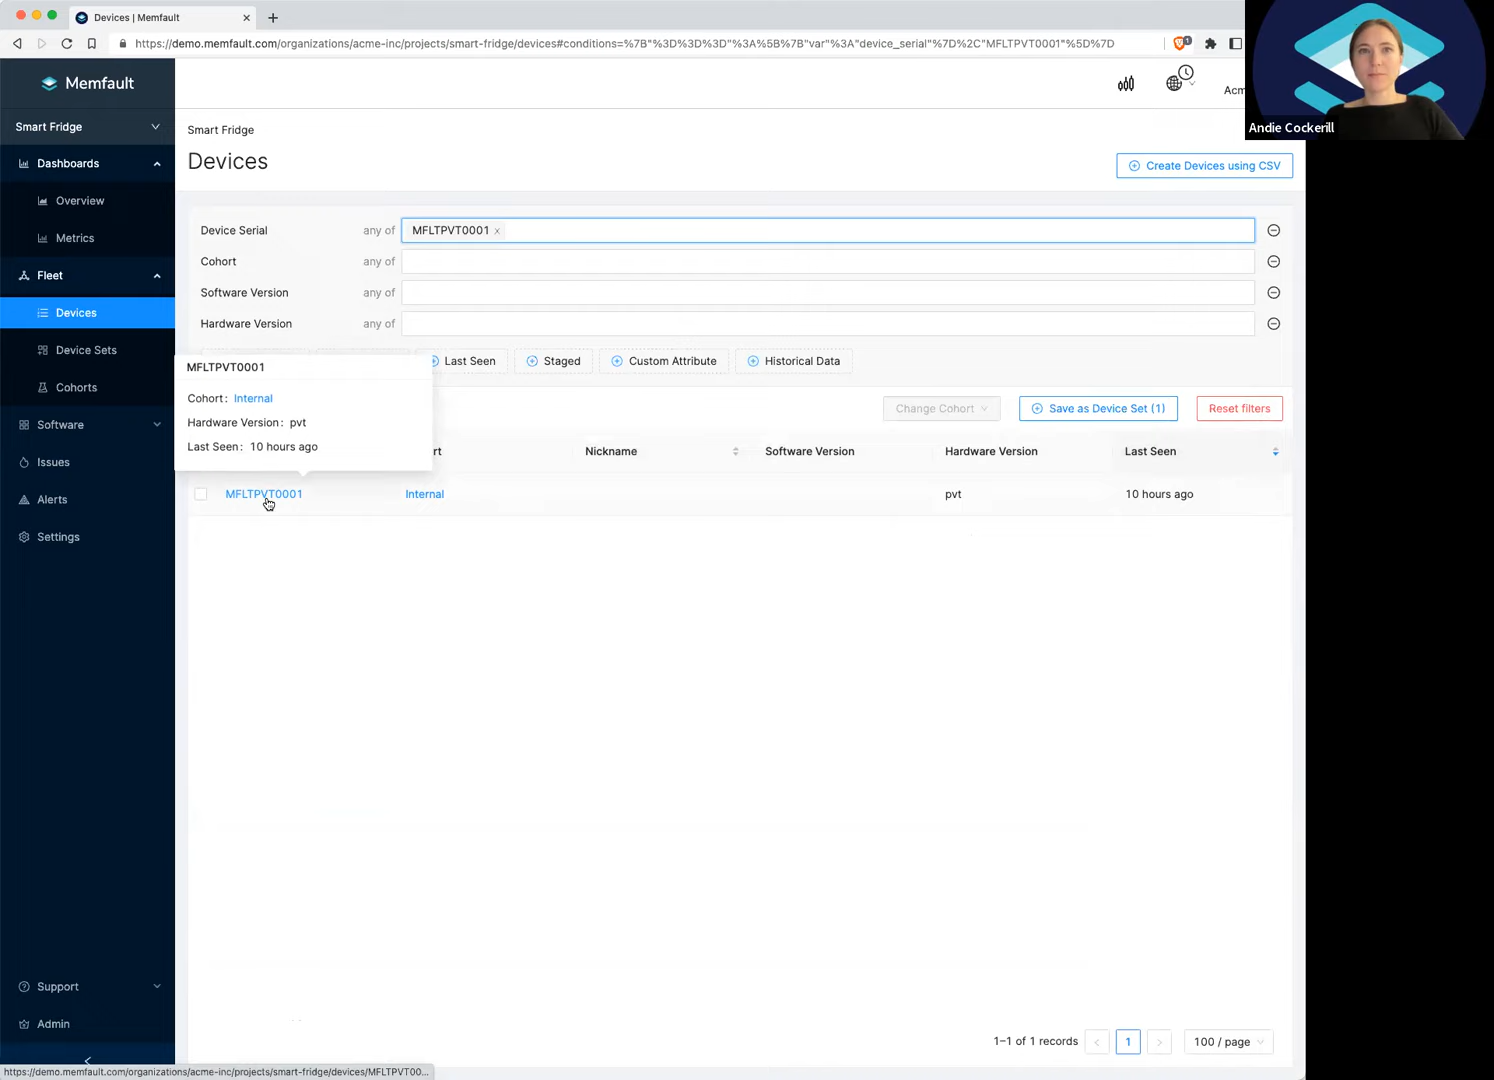 Devices | Memfault
https://demo.memfault.com/organizations/acme-inc/projects/smart-fridge/devices#conditions=%7B"%3D%3D%3D"%3A%5B%7B"var"%3A"device_serial"%7D%2C"MFLTPVT0001"%5D%7D
Memfault
Acm
Andie Cockerill
Smart Fridge
Dashboards
Overview
Metrics
Fleet
Devices
Device Sets
Cohorts
Software
Issues
Alerts
Settings
Support
Admin
Smart Fridge
Devices
Create Devices using CSV
Device Serial any of MFLTPVT0001
Cohort any of
Software Version any of
Hardware Version any of
Last Seen Staged Custom Attribute Historical Data
MFLTPVT0001
Cohort: Internal
Hardware Version: pvt
Last Seen: 10 hours ago
Change Cohort Save as Device Set (1) Reset filters
rt Nickname Software Version Hardware Version Last Seen
MFLTPVT0001 Internal pvt 10 hours ago
1–1 of 1 records 1 100 / page
https://demo.memfault.com/organizations/acme-inc/projects/smart-fridge/devices/MFLTPVT00...